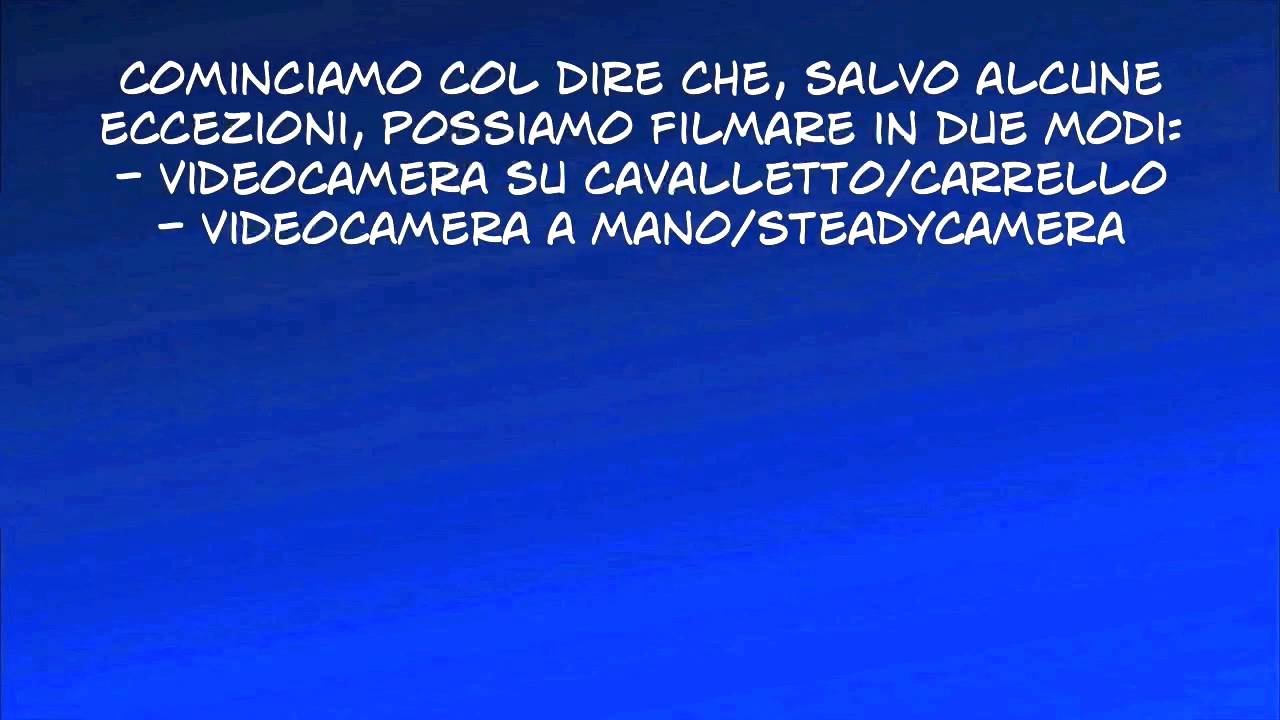 COMINCIAMO COL DIRE CHE, SALVO ALCUNE
ECCEZIONI, POSSIAMO FILMARE IN DUE MODI:
- VIDEOCAMERA SU CAVALLETTO/CARRELLO
- VIDEOCAMERA A MANO/STEADYCAMERA